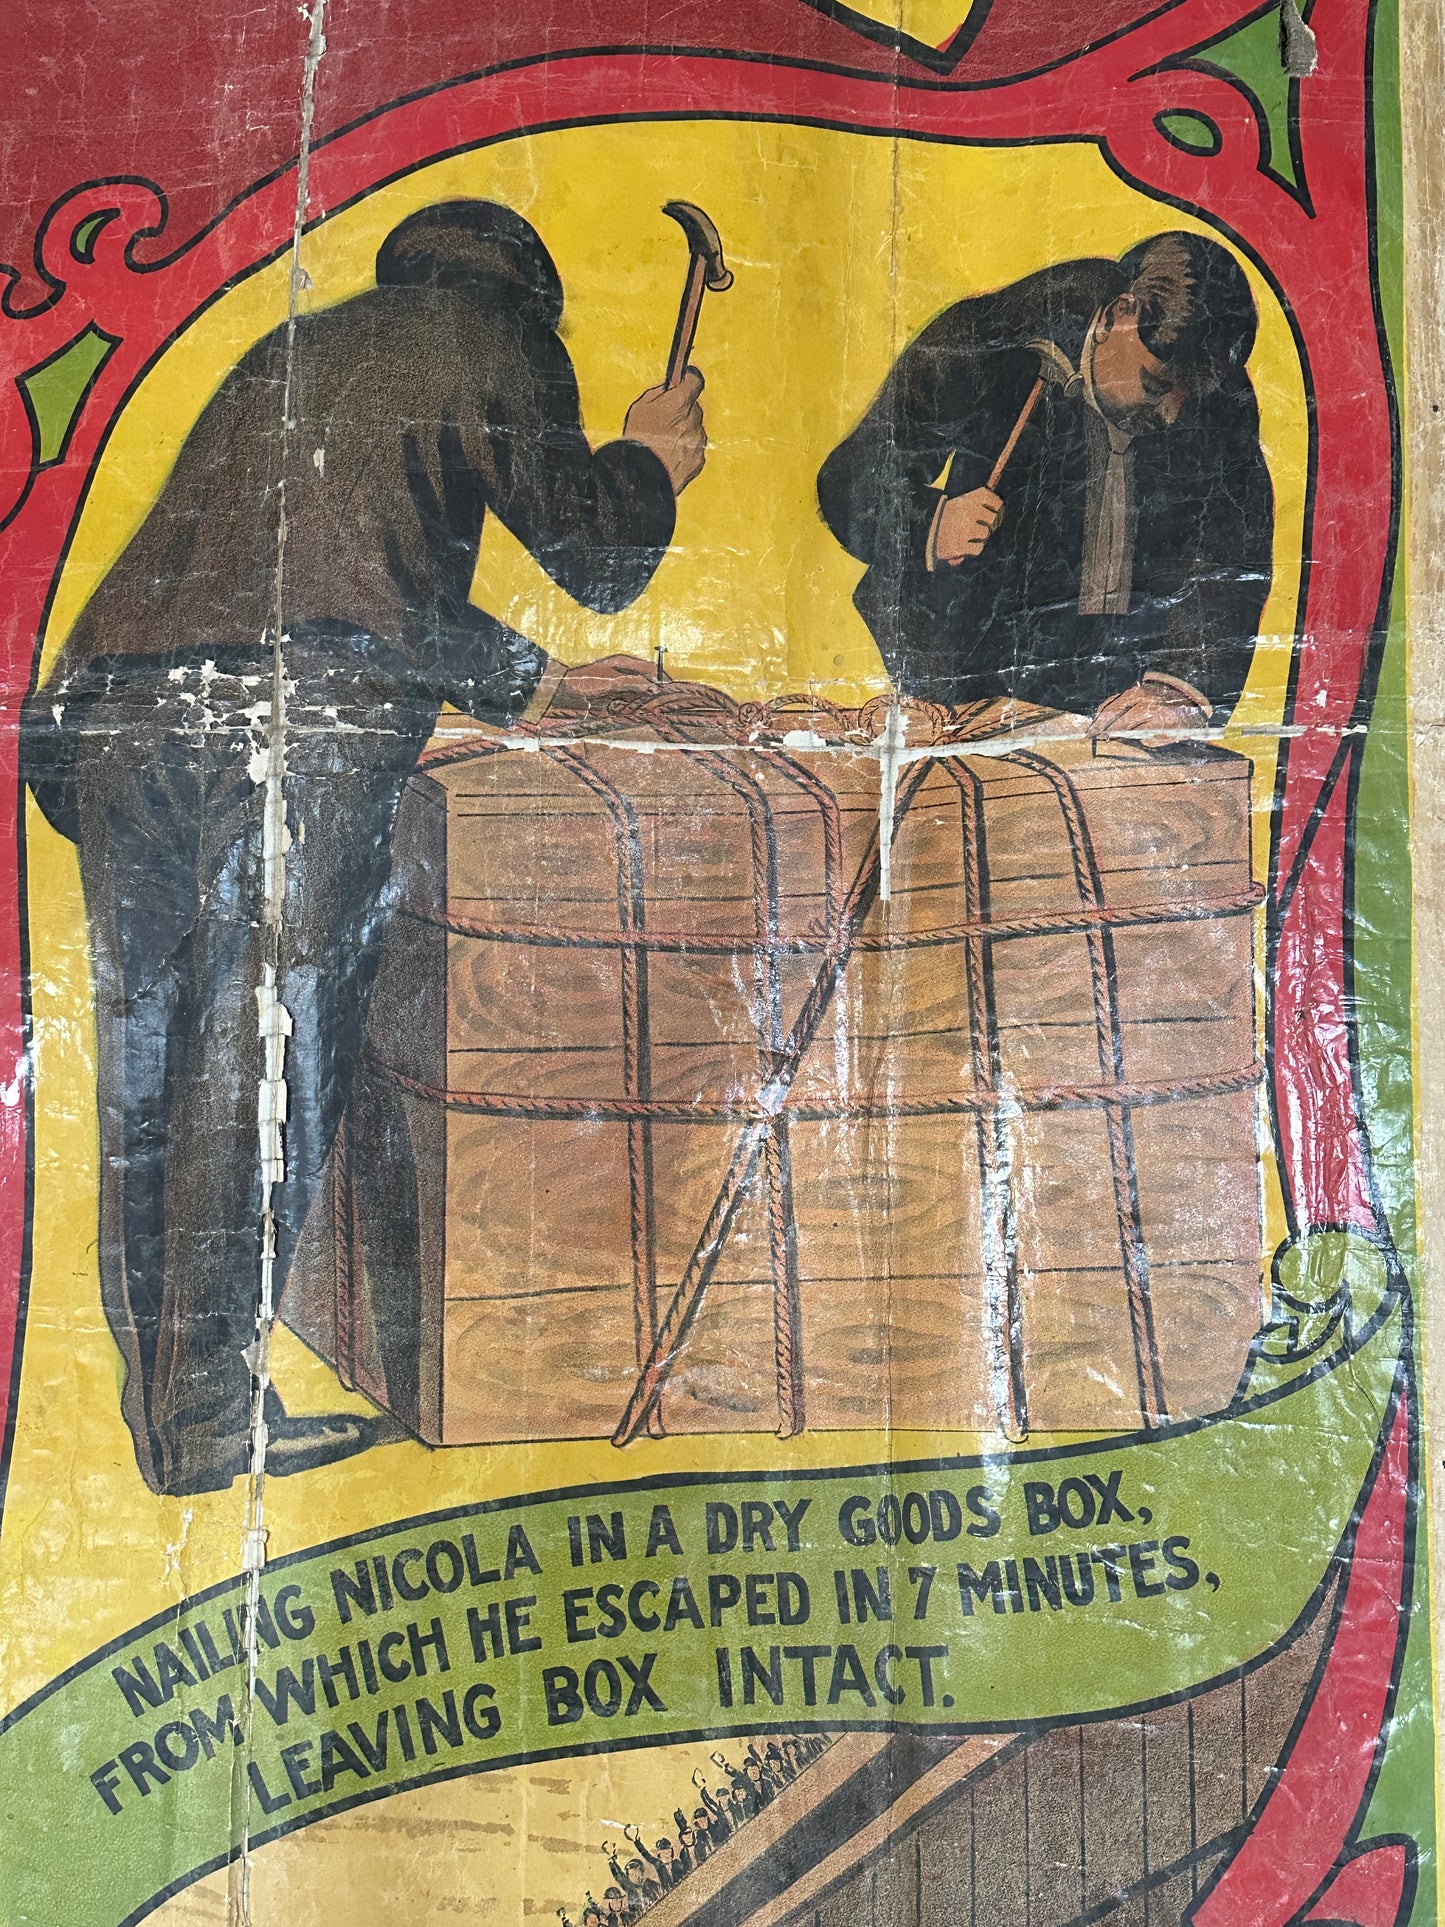 NAILING NICOLA IN A DRY GOODS BOX,
FROM WHICH HE ESCAPED IN 7 MINUTES,
LEAVING BOX INTACT.